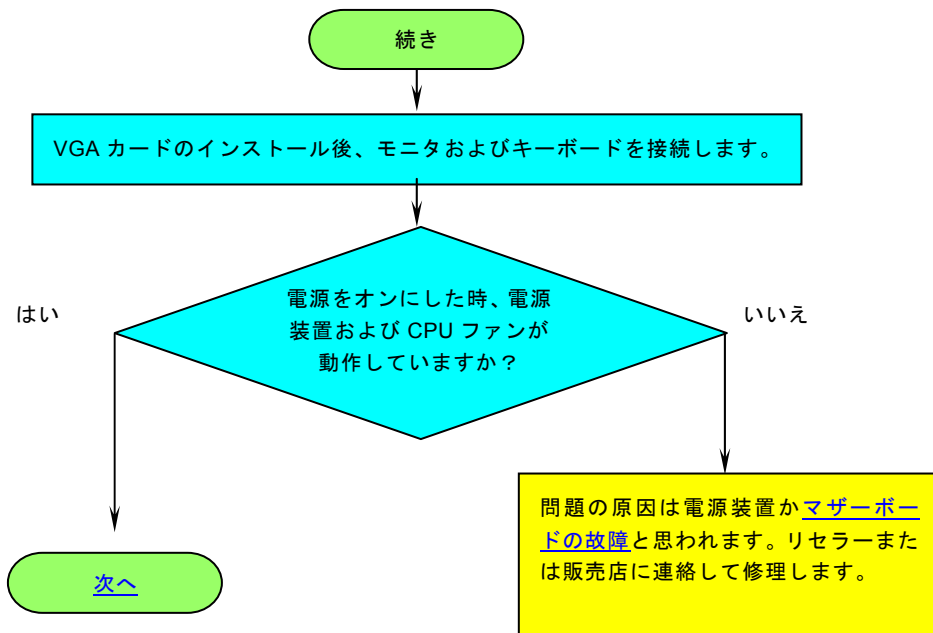 続き
VGA カードのインストール後、モニタおよびキーボードを接続します。
電源をオンにした時、電源
装置および CPU ファンが
動作していますか？
はい
いいえ
問題の原因は電源装置かマザーボー
ドの故障と思われます。リセラーまた
は販売店に連絡して修理します。
次へ